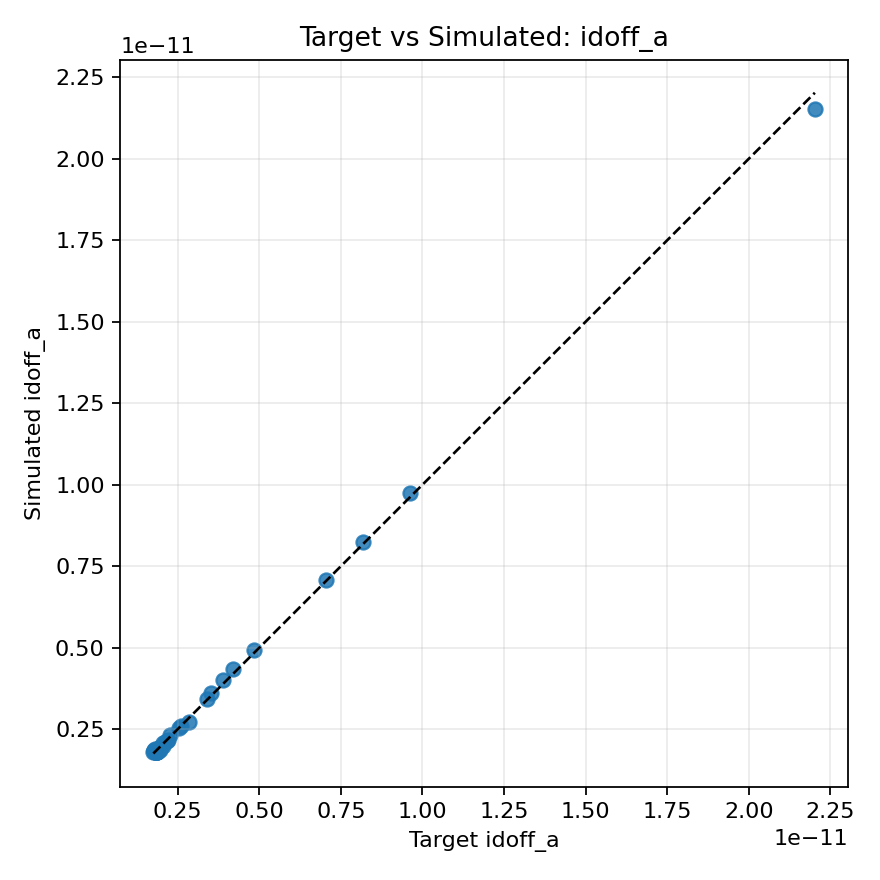 Target vs Simulated: idoff_a
1e−11
2.25
2.00
1.75
1.50
1.25
1.00
0.75
0.50
0.25
Simulated idoff_a
0.25 0.50 0.75 1.00 1.25 1.50 1.75 2.00 2.25
1e−11
Target idoff_a